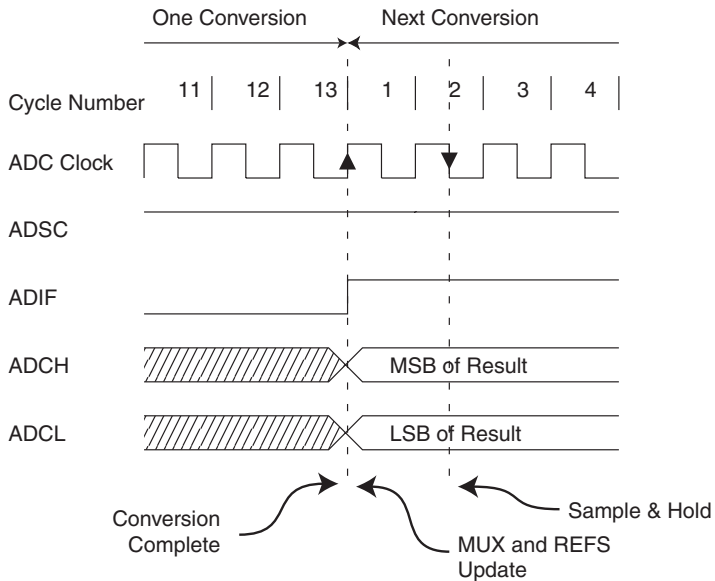 One Conversion Next Conversion
Cycle Number 11 12 13 1 2 3 4
ADC Clock
ADSC
ADIF
ADCH MSB of Result
ADCL LSB of Result
Conversion
Complete
MUX and REFS
Update
Sample & Hold